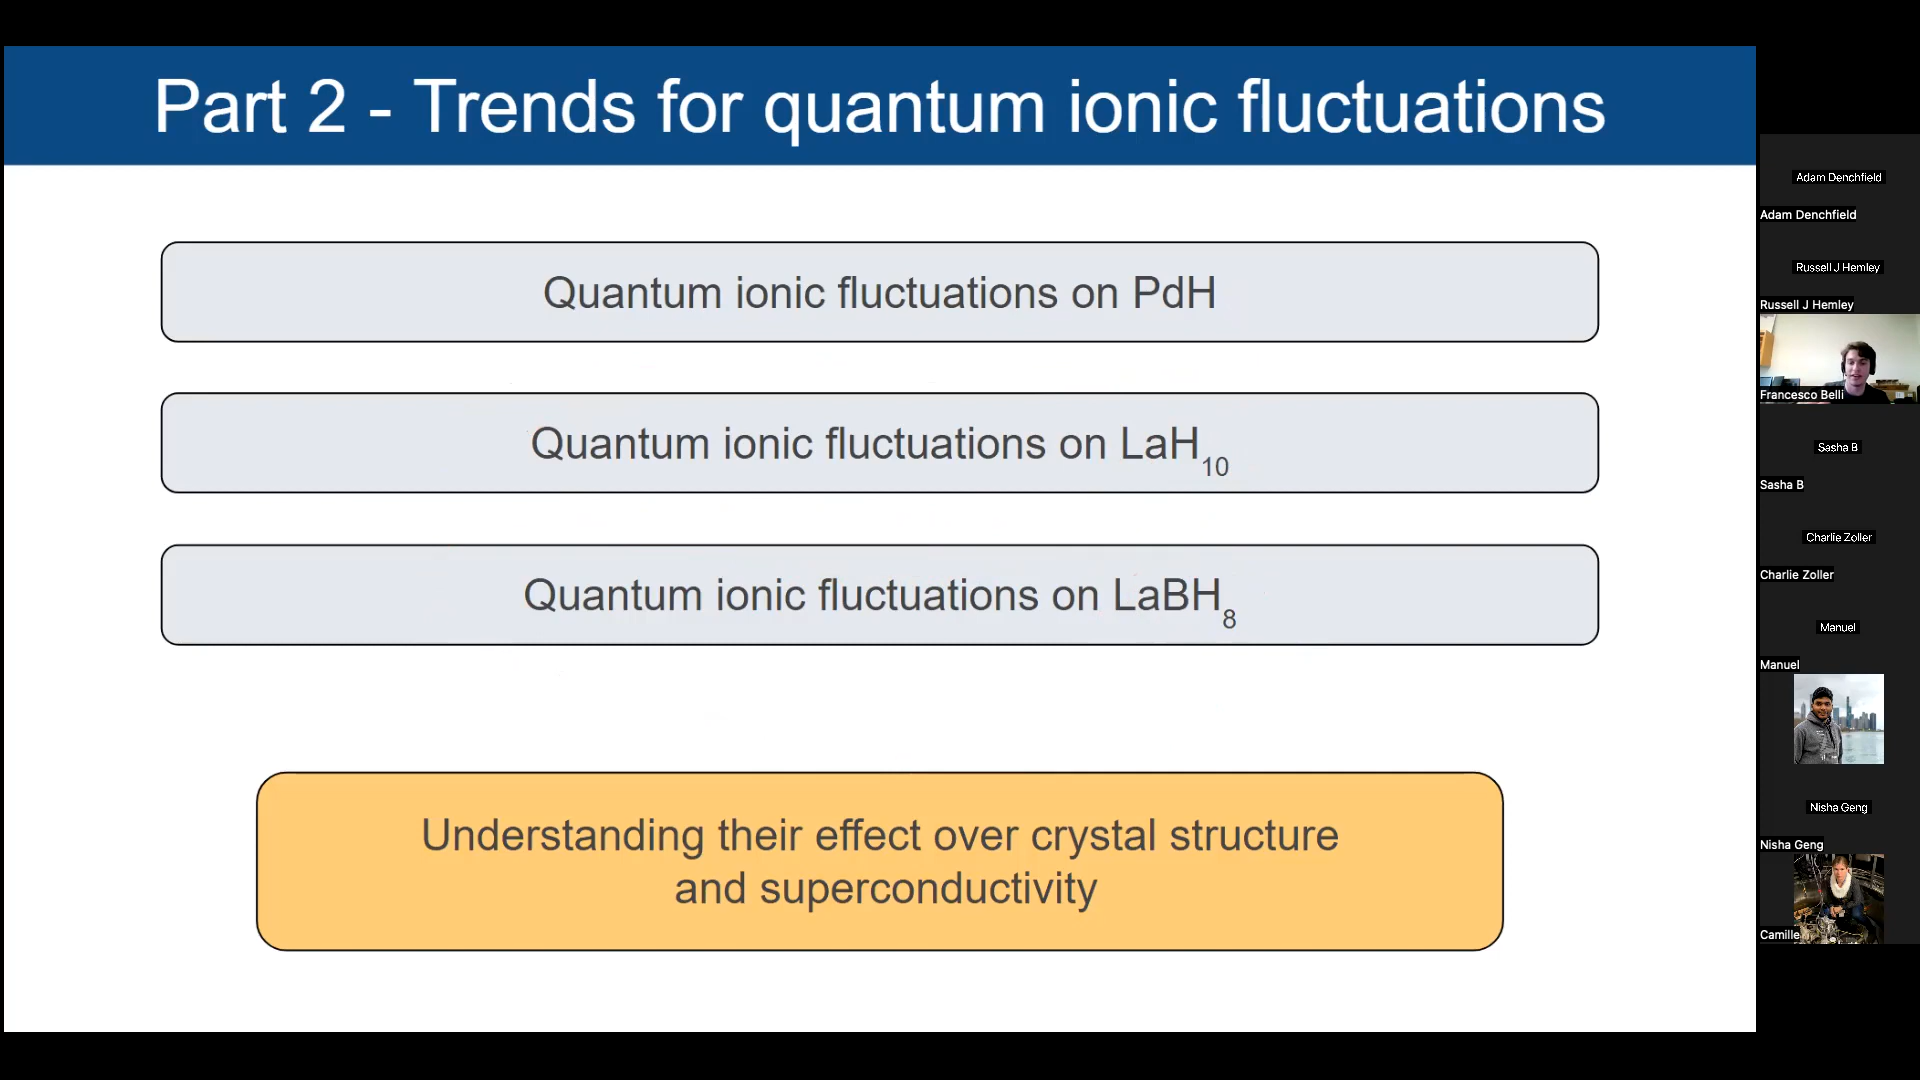 Part 2 - Trends for quantum ionic fluctuations
Quantum ionic fluctuations on PdH
Quantum ionic fluctuations on LaH10
Quantum ionic fluctuations on LaBH8
Understanding their effect over crystal structure
and superconductivity
Adam Denchfield
Adam Denchfield
Russell J Hemley
Russell J Hemley
Francesco Belli
Sasha B
Sasha B
Charlie Zoller
Charlie Zoller
Manuel
Manuel
Nisha Geng
Nisha Geng
Camille